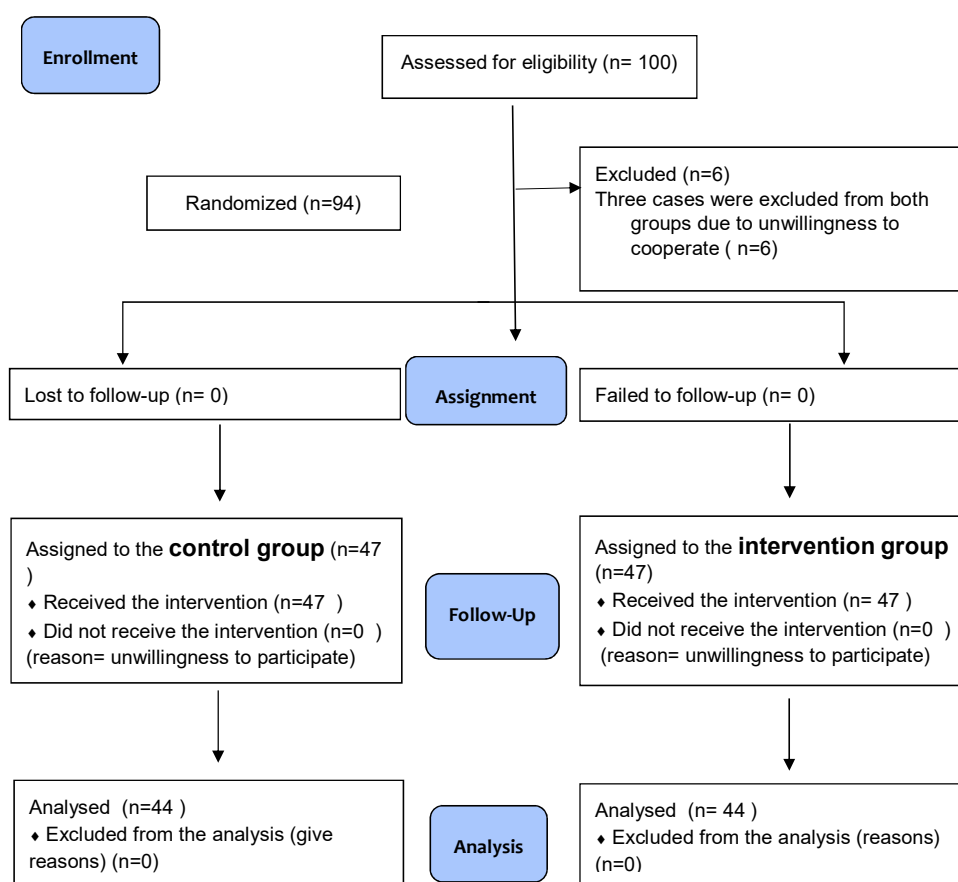 Enrollment
Assessed for eligibility (n= 100)
Randomized (n=94)
Excluded (n=6)
Three cases were excluded from both
groups due to unwillingness to
cooperate ( n=6)
Lost to follow-up (n= 0)
Assignment
Failed to follow-up (n= 0)
Assigned to the control group (n=47
)
♦ Received the intervention (n=47 )
♦ Did not receive the intervention (n=0 )
(reason= unwillingness to participate)
Follow-Up
Assigned to the intervention group
(n=47)
♦ Received the intervention (n= 47 )
♦ Did not receive the intervention (n=0 )
(reason= unwillingness to participate)
Analysed (n=44 )
♦ Excluded from the analysis (give
reasons) (n=0)
Analysis
Analysed (n= 44 )
♦ Excluded from the analysis (reasons)
(n=0)